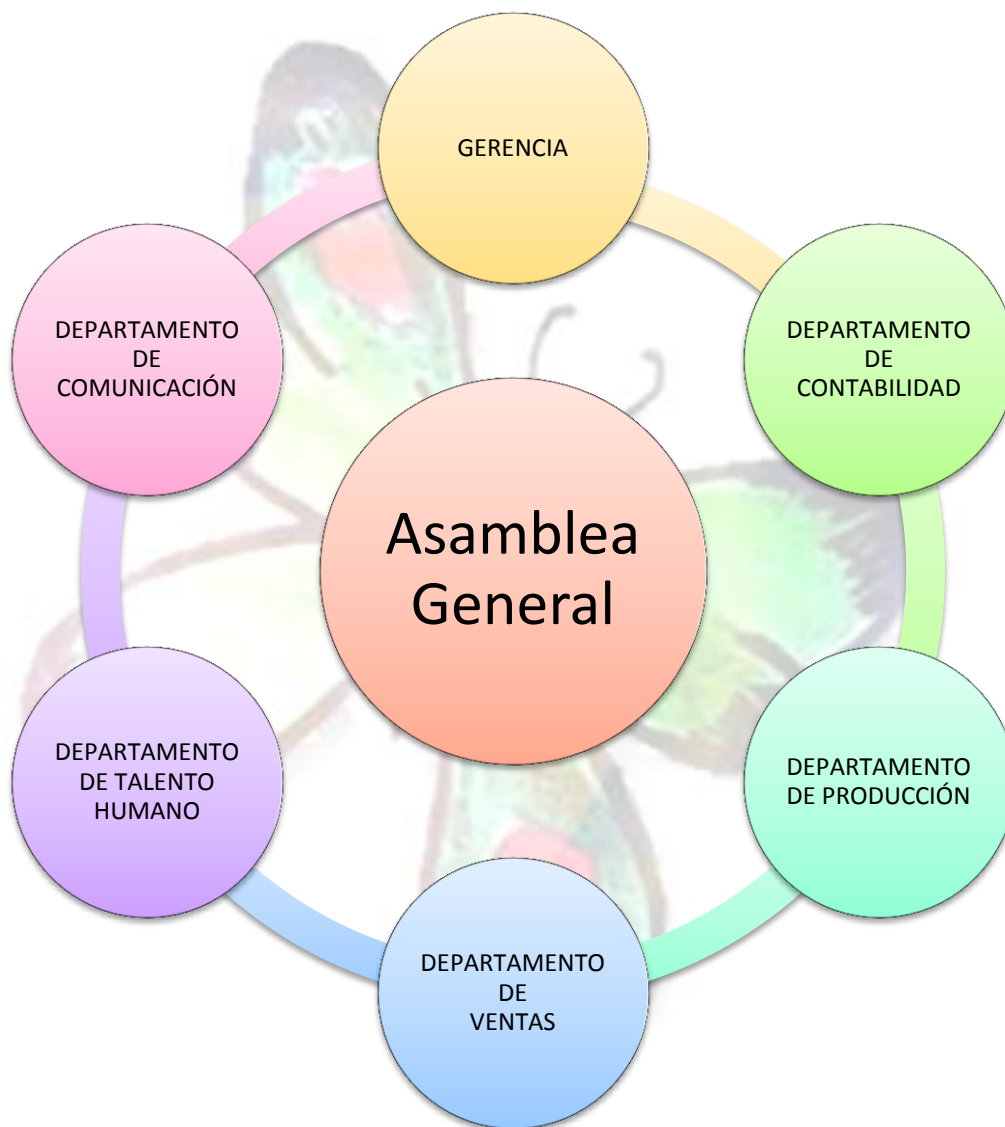 GERENCIA
DEPARTAMENTO
DE
CONTABILIDAD
DEPARTAMENTO
DE PRODUCCIÓN
DEPARTAMENTO
DE
VENTAS
DEPARTAMENTO
DE TALENTO
HUMANO
DEPARTAMENTO
DE
COMUNICACIÓN
Asamblea
General